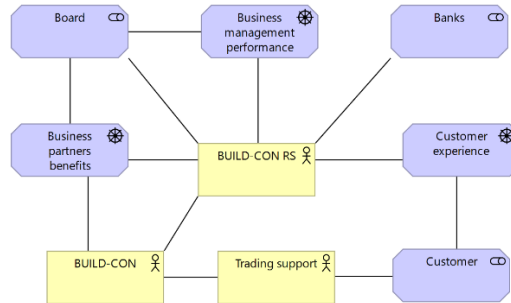 Board
Business
management
performance
Banks
Business
partners
benefits
BUILD-CON RS
Customer
experience
BUILD-CON
Trading support
Customer